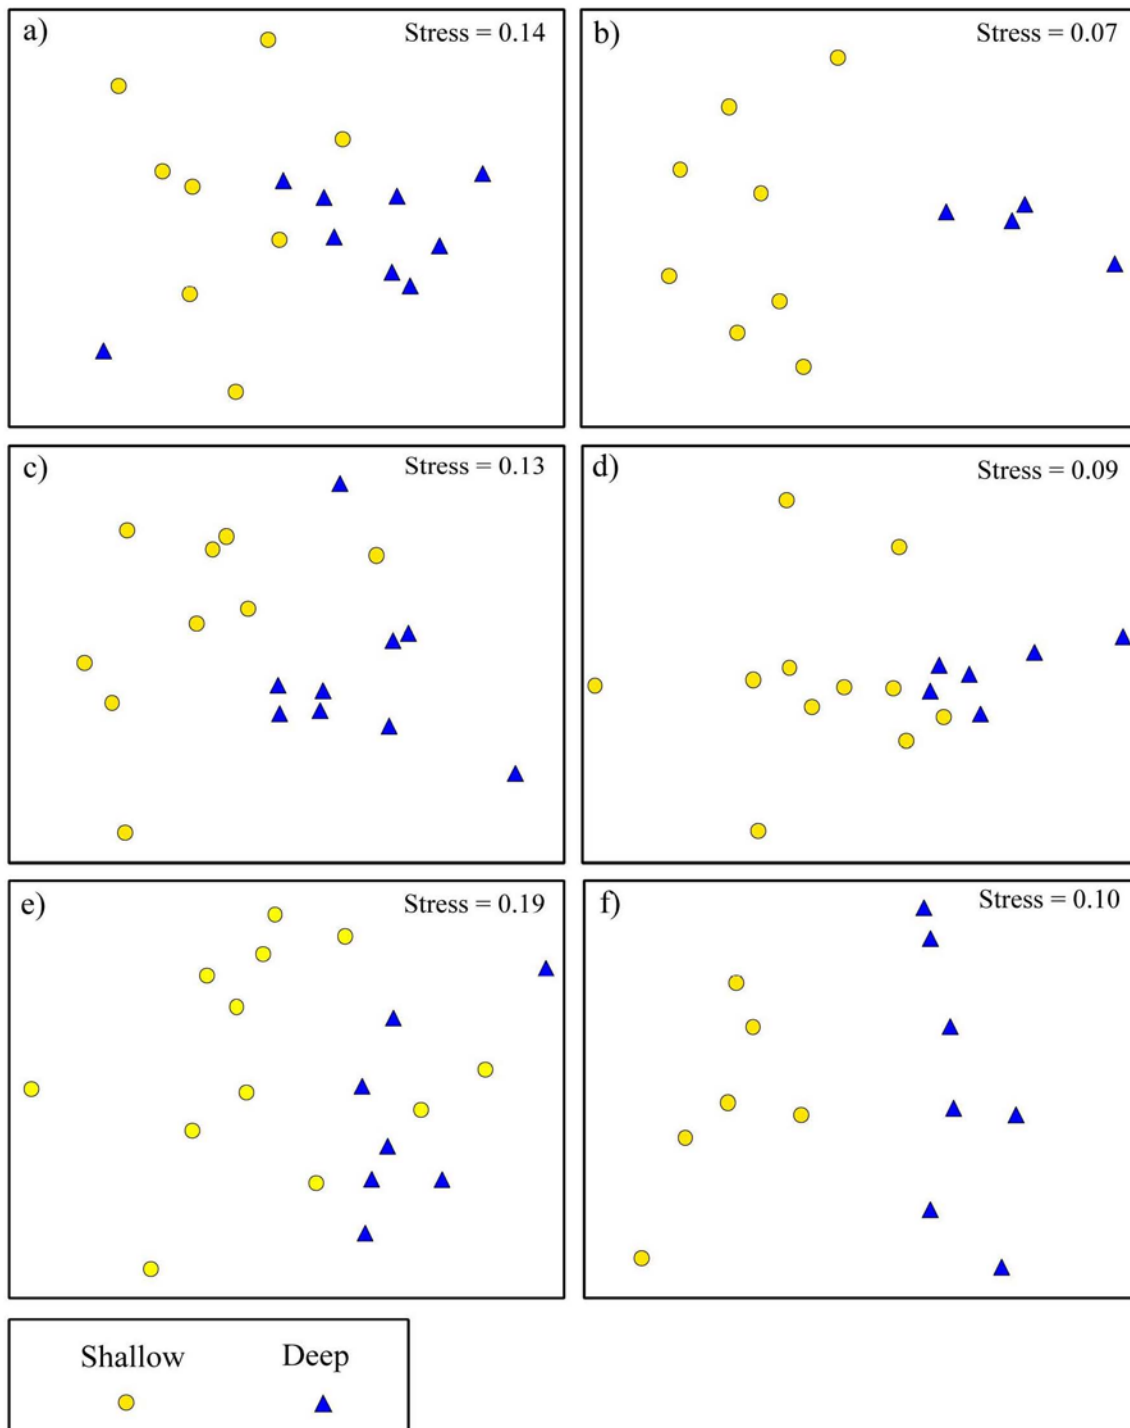 a) Stress = 0.14
b) Stress = 0.07
c) Stress = 0.13
d) Stress = 0.09
e) Stress = 0.19
f) Stress = 0.10
Shallow Deep